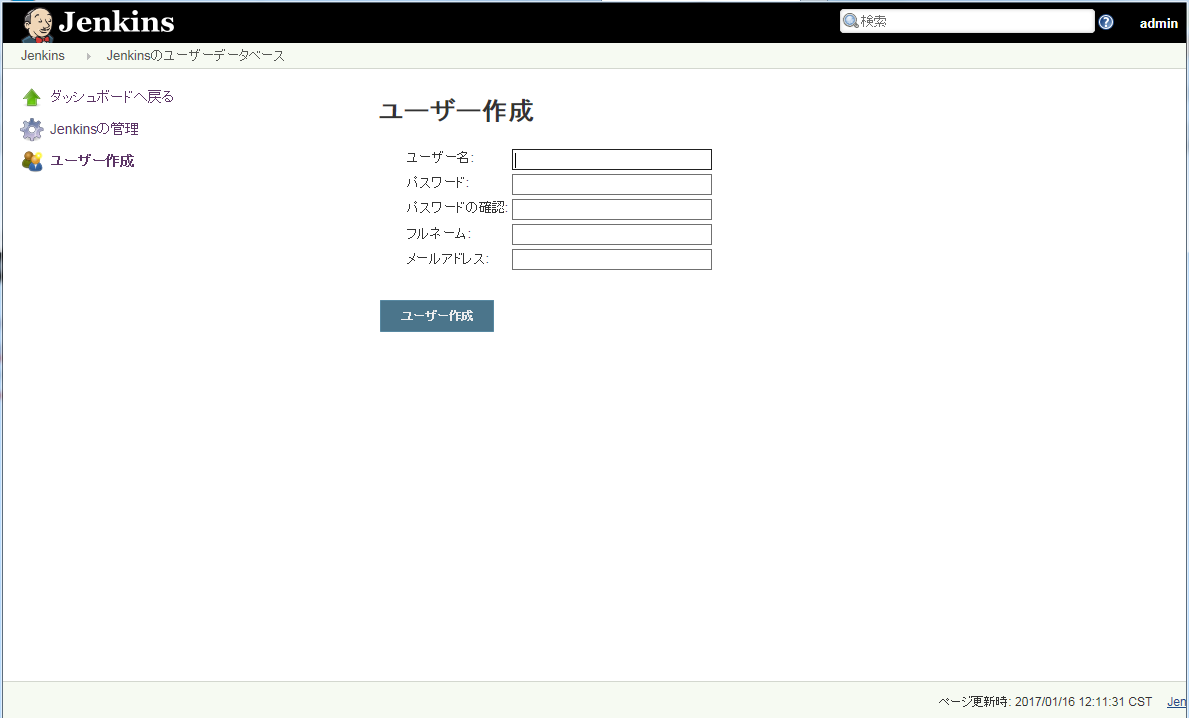 Jenkins
検索
admin
Jenkins Jenkinsのユーザーデータベース
ダッシュボードへ戻る
Jenkinsの管理
ユーザー作成
ユーザー作成
ユーザー名:
パスワード:
パスワードの確認:
フルネーム:
メールアドレス:
ユーザー作成
ページ更新時: 2017/01/16 12:11:31 CST Jen